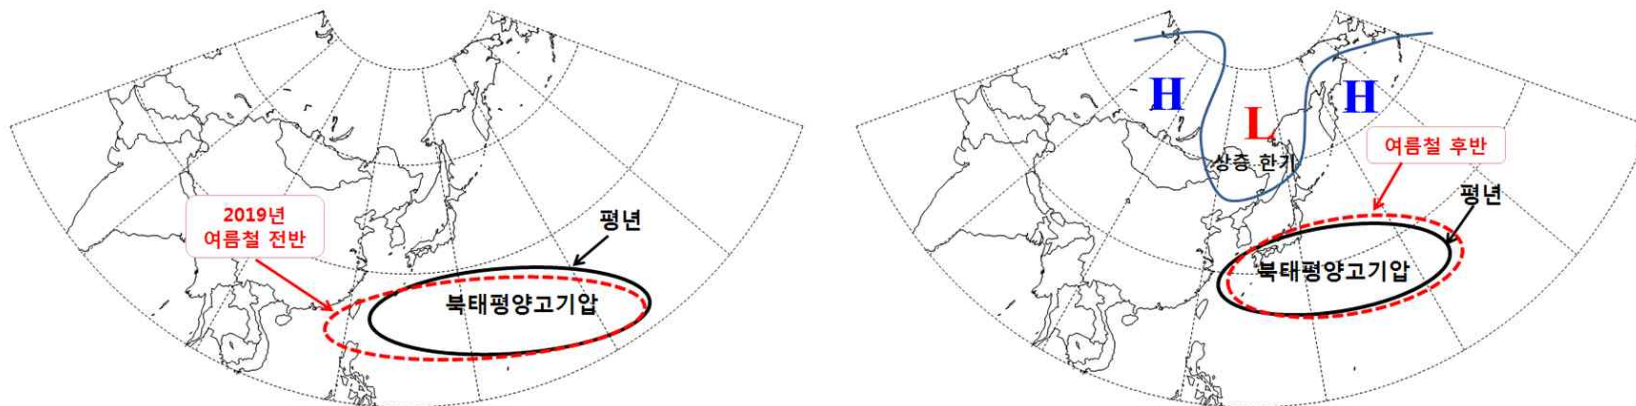 2019년
여름철 전반
평년
북태평양고기압
H
L
H
상층 한기
여름철 후반
평년
북태평양고기압